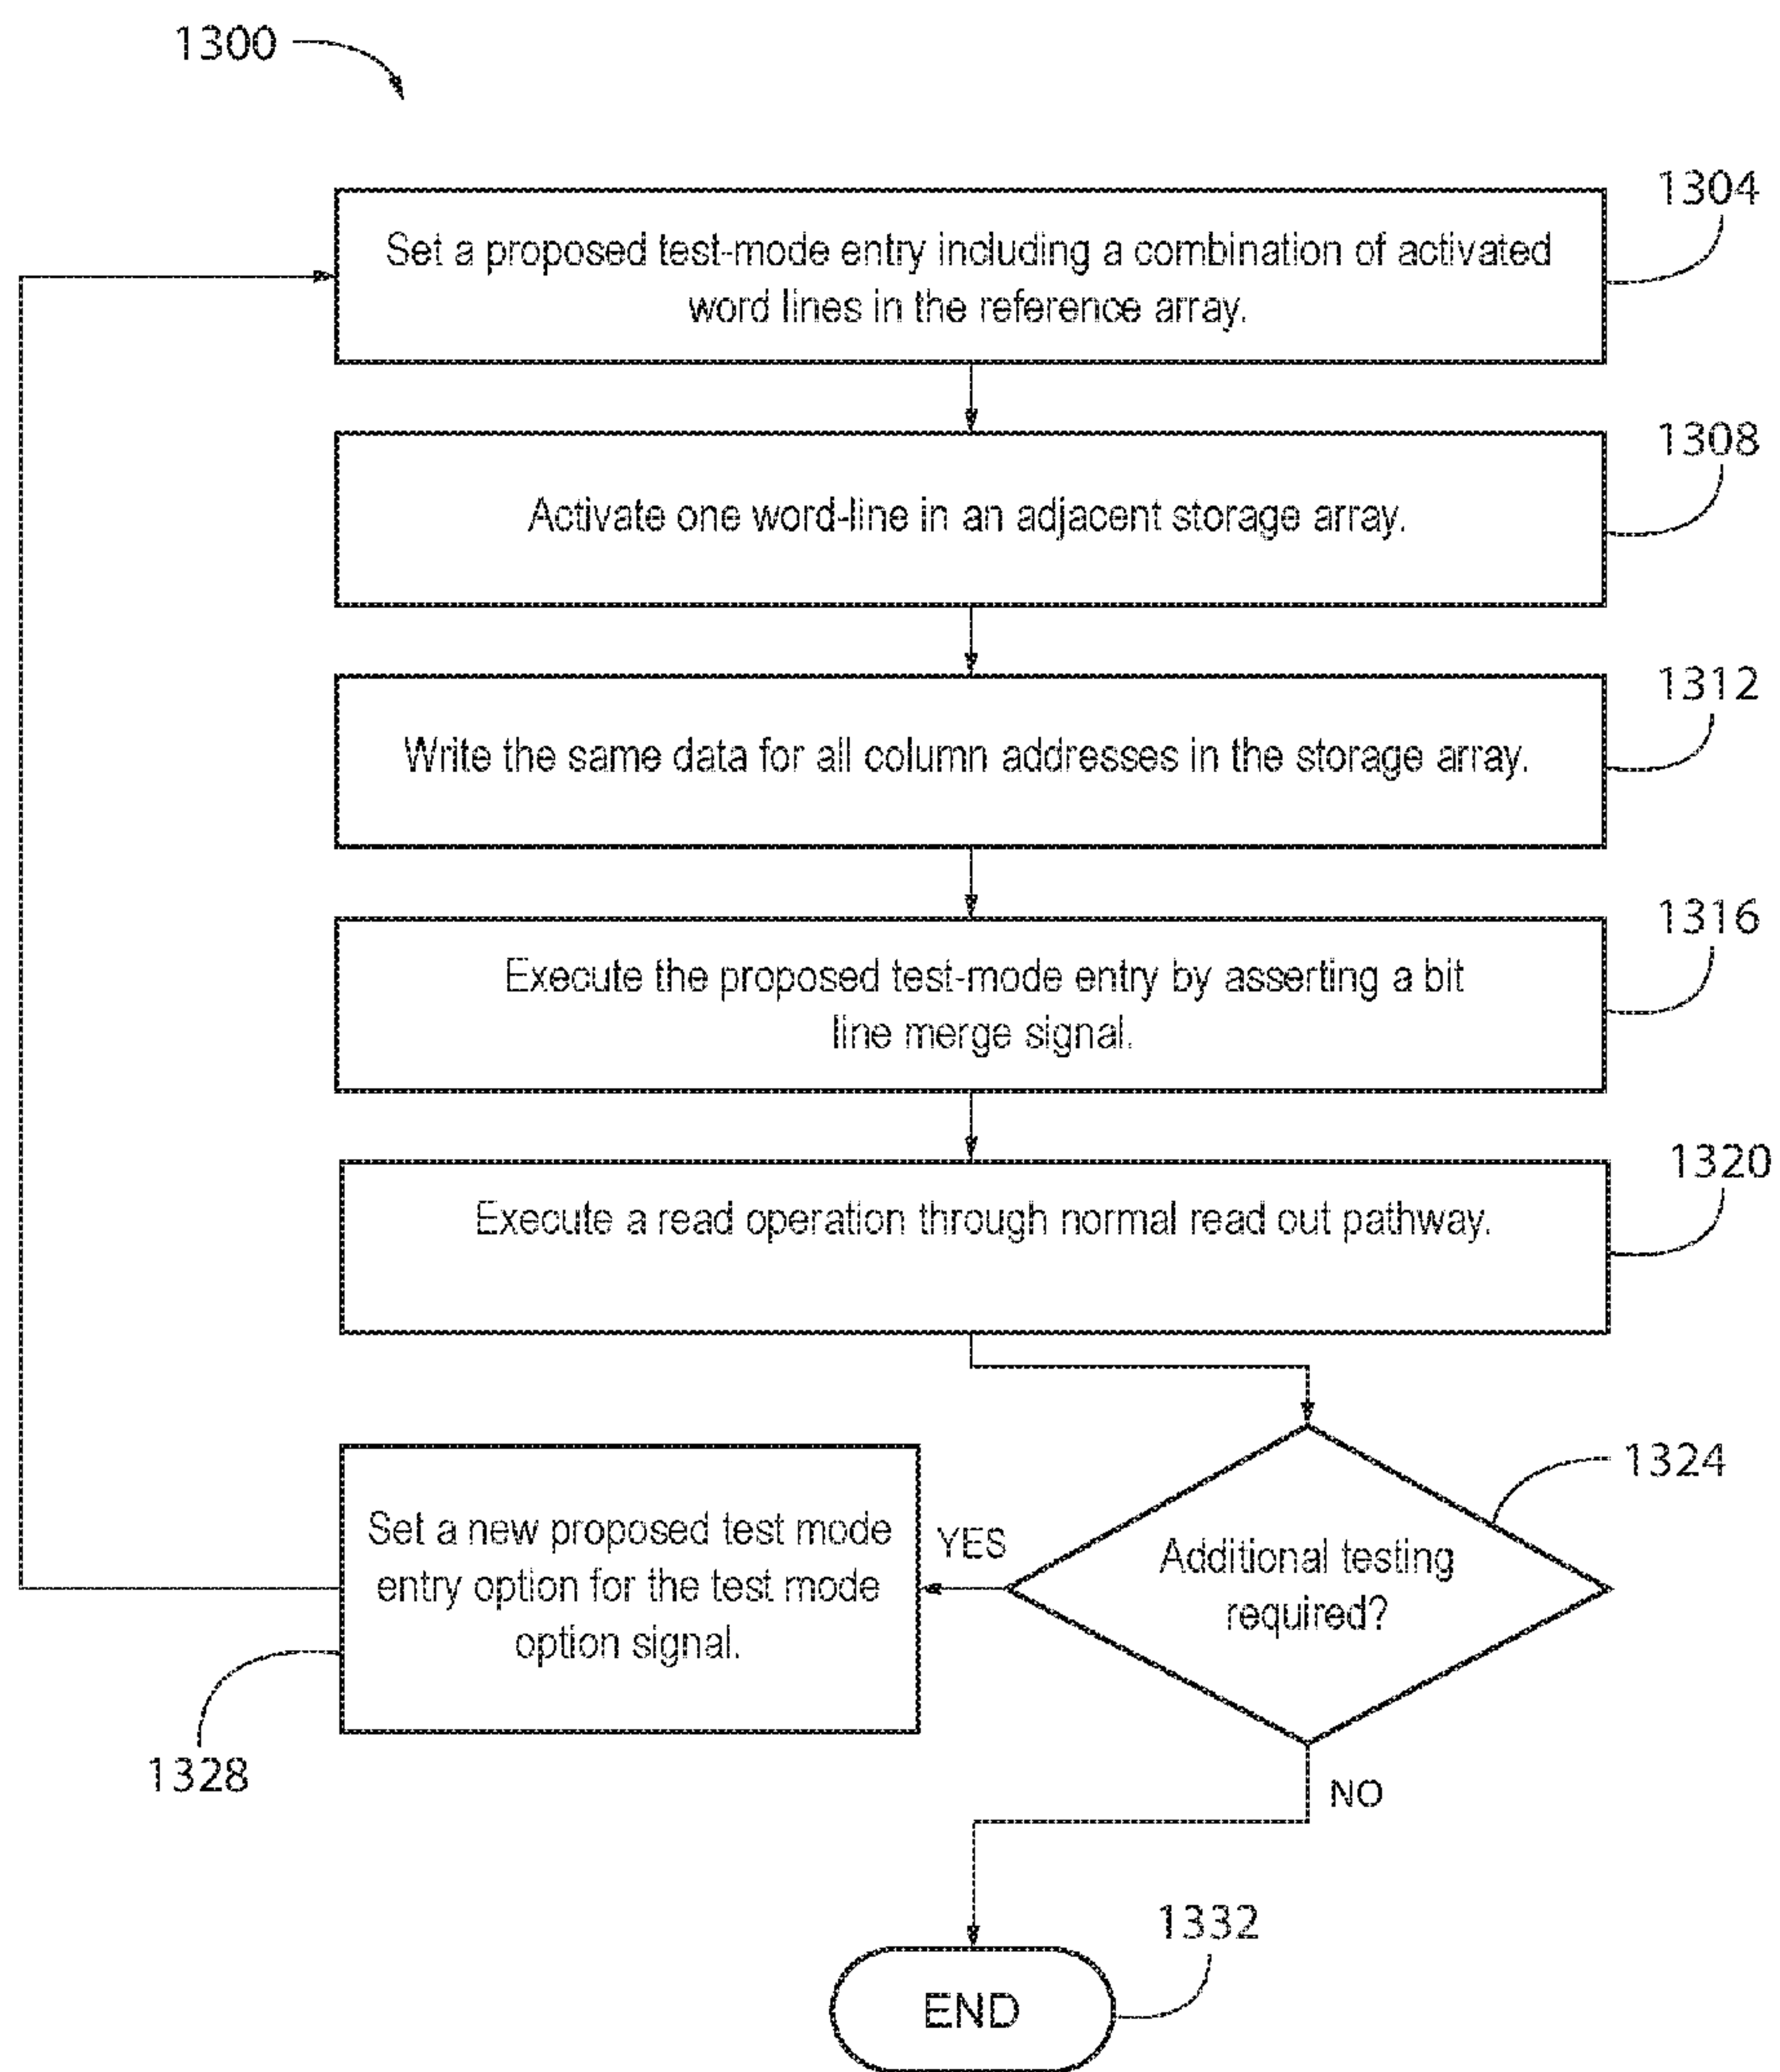 1300
1304
Set a proposed test-mode entry including a combination of activated
word lines in the reference array.
1308
Activate one word-line in an adjacent storage array.
1312
Write the same data for all column addresses in the storage array.
1316
Execute the proposed test-mode entry by asserting a bit
line merge signal.
1320
Execute a read operation through normal read out pathway.
1324
Set a new proposed test mode
entry option for the test mode
option signal.
YES
Additional testing
required?
1328
NO
1332
END